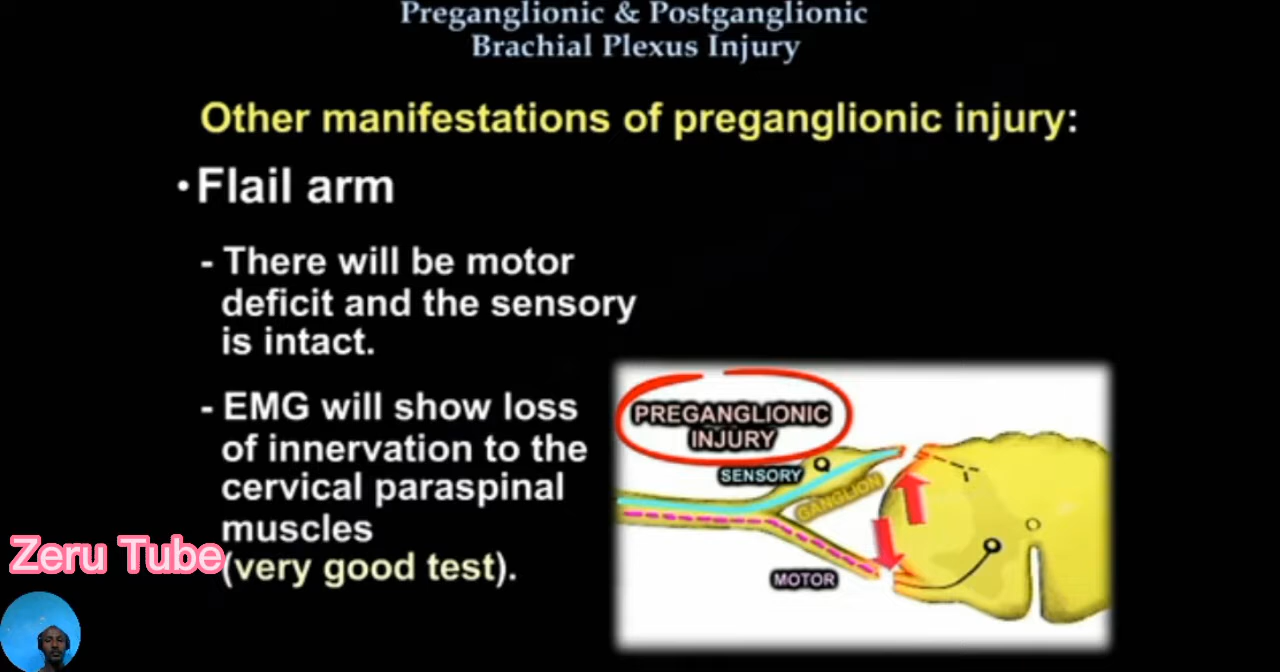 Preganglionic & Postganglionic
Brachial Plexus Injury
Other manifestations of preganglionic injury:
• Flail arm
- There will be motor
deficit and the sensory
is intact.
- EMG will show loss
of innervation to the
cervical paraspinal
muscles
(very good test).
PREGANGLIONIC
INJURY
SENSORY
GANGLION
MOTOR
Zeru Tube